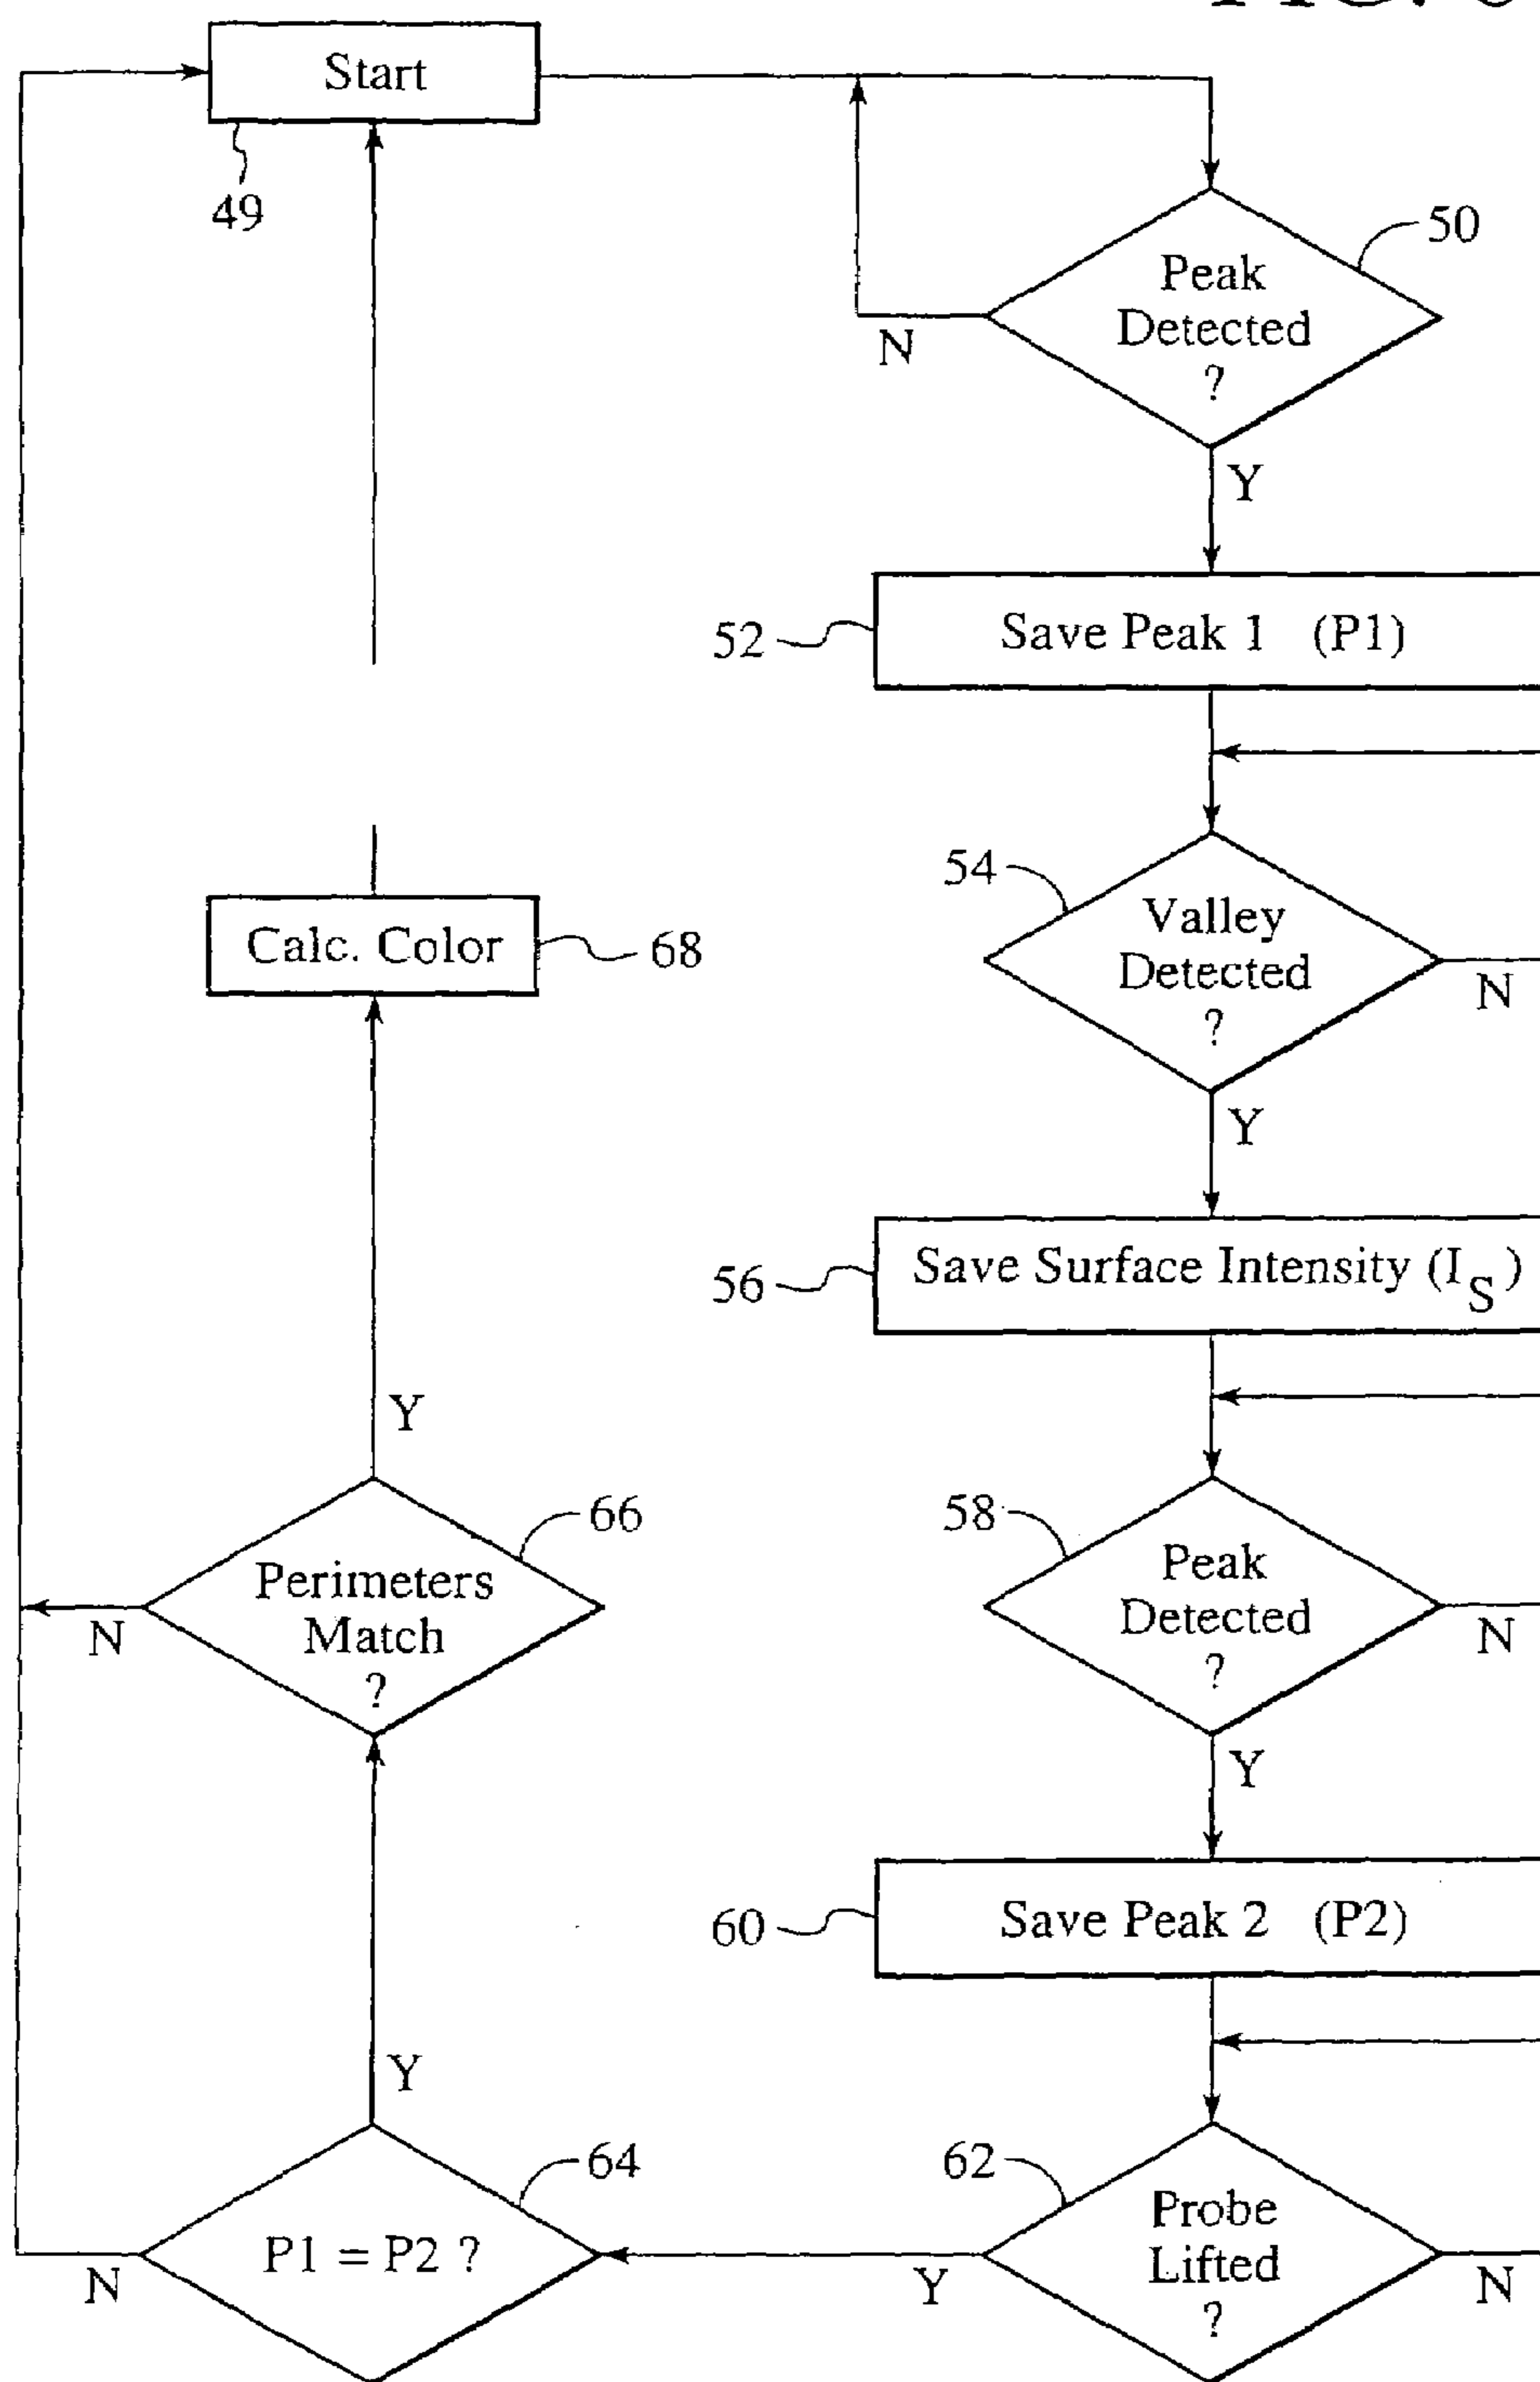 Start
49
Peak
Detected
?
50
N
Y
52
Save Peak 1 (P1)
54
Valley
Detected
?
N
Y
Calc. Color
68
56
Save Surface Intensity (I_S)
58
Peak
Detected
?
N
Y
60
Save Peak 2 (P2)
62
Probe
Lifted
?
N
Y
64
P1 = P2 ?
N
Y
66
Perimeters
Match
?
N
Y